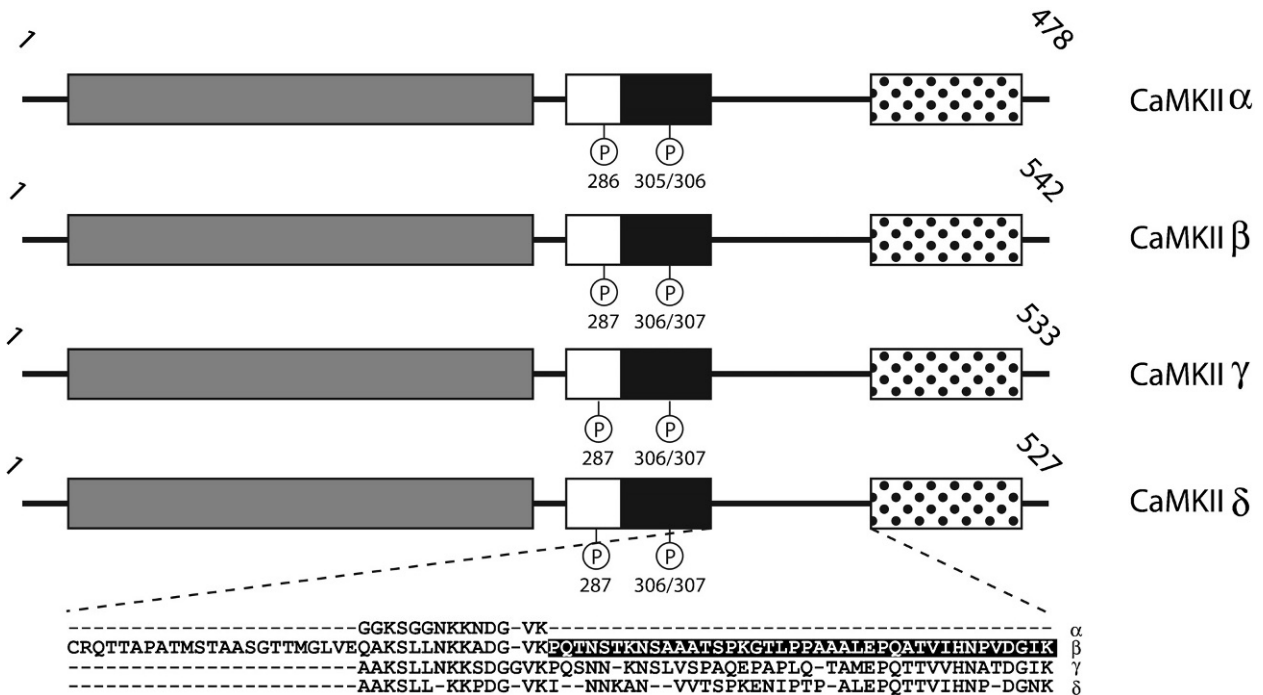 1
478
CaMKII α
P P
286 305/306
1
542
CaMKII β
P P
287 306/307
1
533
CaMKII γ
P P
287 306/307
1
527
CaMKII δ
P P
287 306/307
-------------------------GGKSGGNKKNDG-VK-------------------------------------------- α
CRQTTAPATMSTAASGTTMGLVEQAKSLLNKKADG-VKPQTNSTKNSAAATSPKGTLPPAAALEPQATVIHNPVDGIK β
-------------------------AAKSLLNKKSDGGVKPQSNN-KNSLVSPAQEPAPLQ-TAMEPQTTVVHNATDGIK γ
-------------------------AAKSLL-KKPDG-VKI--NNKAN--VVTSPKENIPTP-ALEPQTTVIHNP-DGNK δ